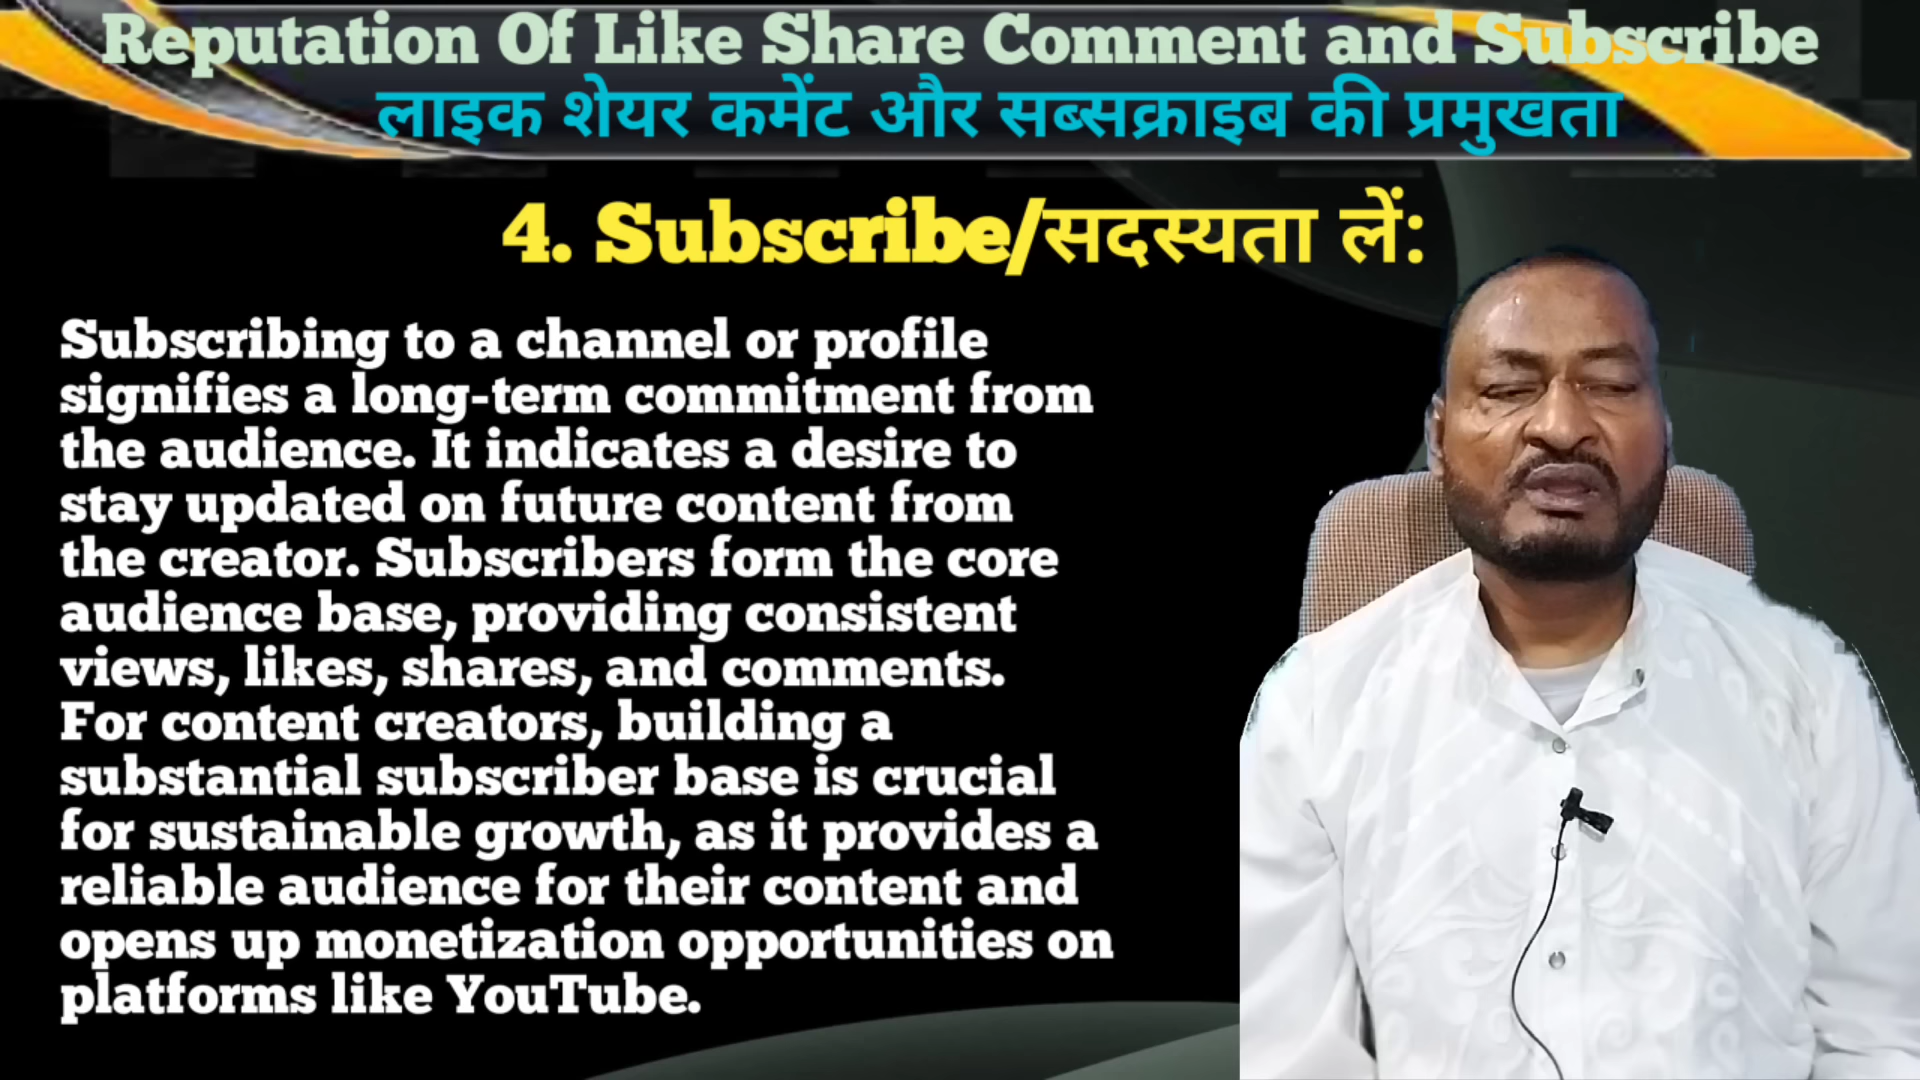 Reputation Of Like Share Comment and Subscribe
लाइक शेयर कमेंट और सब्सक्राइब की प्रमुखता
4. Subscribe/सदस्यता लें:
Subscribing to a channel or profile
signifies a long-term commitment from
the audience. It indicates a desire to
stay updated on future content from
the creator. Subscribers form the core
audience base, providing consistent
views, likes, shares, and comments.
For content creators, building a
substantial subscriber base is crucial
for sustainable growth, as it provides a
reliable audience for their content and
opens up monetization opportunities on
platforms like YouTube.